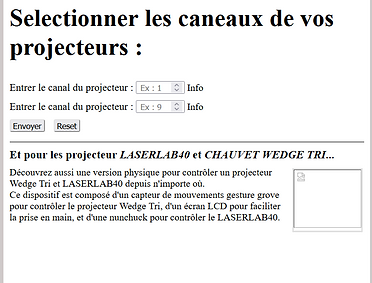 Selectionner les caneaux de vos
projecteurs :
Entrer le canal du projecteur : Ex : 1 Info
Entrer le canal du projecteur : Ex : 9 Info
Envoyer Reset
Et pour les projecteur LASERLAB40 et CHAUVET WEDGE TRI...
Découvrez aussi une version physique pour contrôler un projecteur
Wedge Tri et LASERLAB40 depuis n'importe où.
Ce dispositif est composé d'un capteur de mouvements gesture grove
pour contrôler le projecteur Wedge Tri, d'un écran LCD pour faciliter
la prise en main, et d'une nunchuck pour contrôler le LASERLAB40.